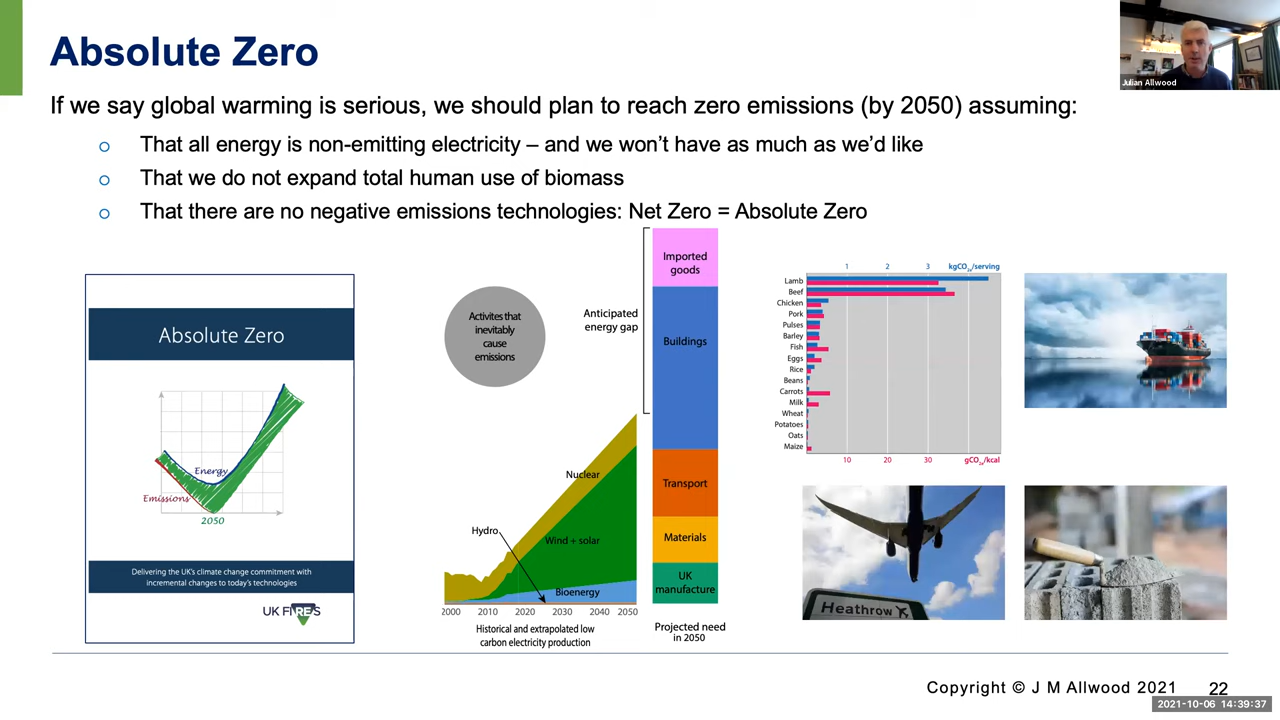 Absolute Zero
Julian Allwood
If we say global warming is serious, we should plan to reach zero emissions (by 2050) assuming:
That all energy is non-emitting electricity – and we won't have as much as we'd like
That we do not expand total human use of biomass
That there are no negative emissions technologies: Net Zero = Absolute Zero
Absolute Zero
Energy
Emissions
2050
Delivering the UK's climate change commitment with
incremental changes to today's technologies
UK FIRES
Activites that
inevitably
cause
emissions
Anticipated
energy gap
Nuclear
Hydro
Wind + solar
Bioenergy
2000 2010 2020 2030 2040 2050
Historical and extrapolated low
carbon electricity production
Imported
goods
Buildings
Transport
Materials
UK
manufacture
Projected need
in 2050
1 2 3 kgCO2e/serving
Lamb
Beef
Chicken
Pork
Pulses
Barley
Fish
Eggs
Rice
Beans
Carrots
Milk
Wheat
Potatoes
Oats
Maize
10 20 30 gCO2e/kcal
Heathrow
Copyright © J M Allwood 2021 22
2021-10-06 14:39:37